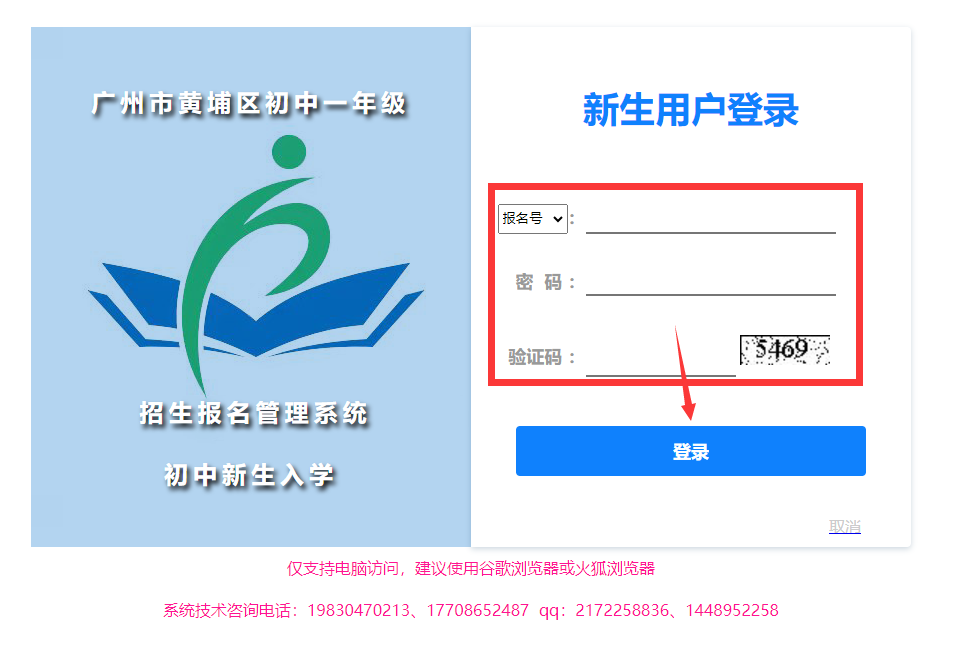 广州市黄埔区初中一年级
招生报名管理系统
初中新生入学
新生用户登录
报名号 :
密 码：
验证码： 5469
登录
取消
仅支持电脑访问，建议使用谷歌浏览器或火狐浏览器
系统技术咨询电话：19830470213、17708652487 qq：2172258836、1448952258